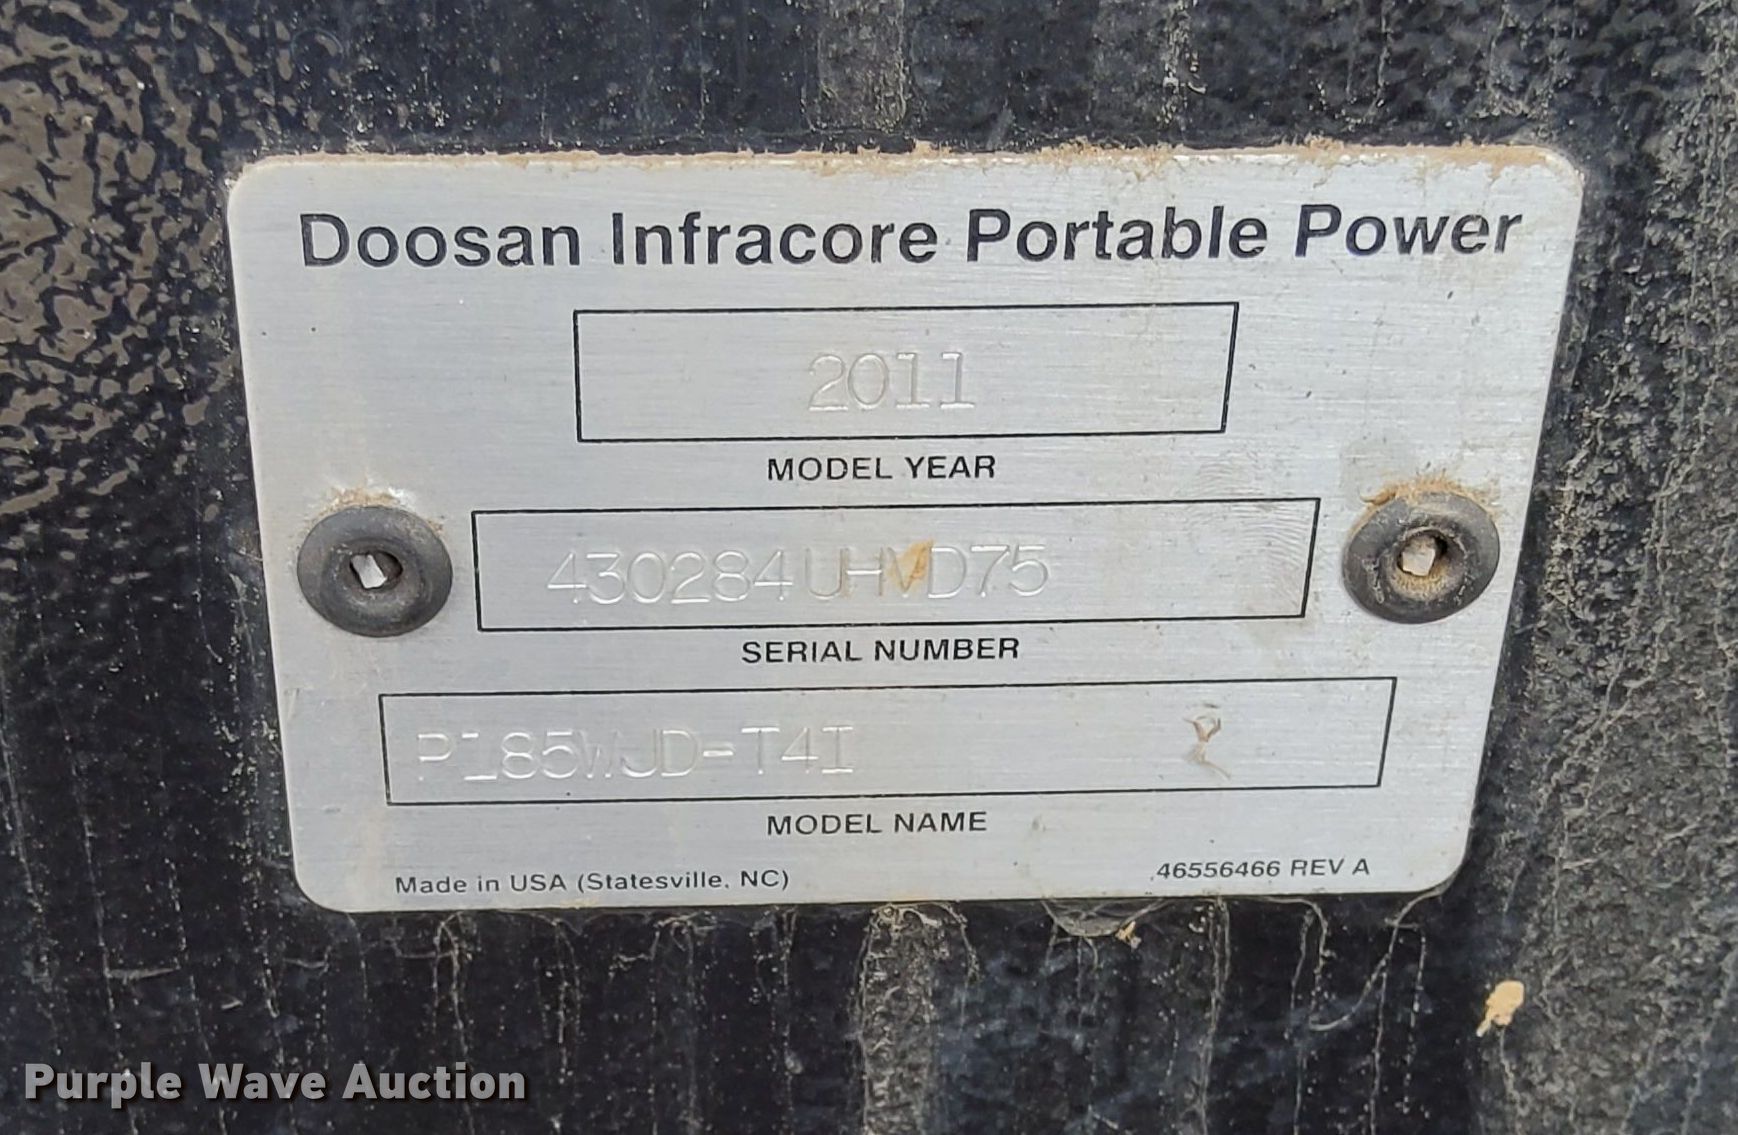 Doosan Infracore Portable Power
2011
MODEL YEAR
430284UHVD75
SERIAL NUMBER
P185WJD-T4I
MODEL NAME
Made in USA (Statesville, NC)
46556466 REV A
Purple Wave Auction